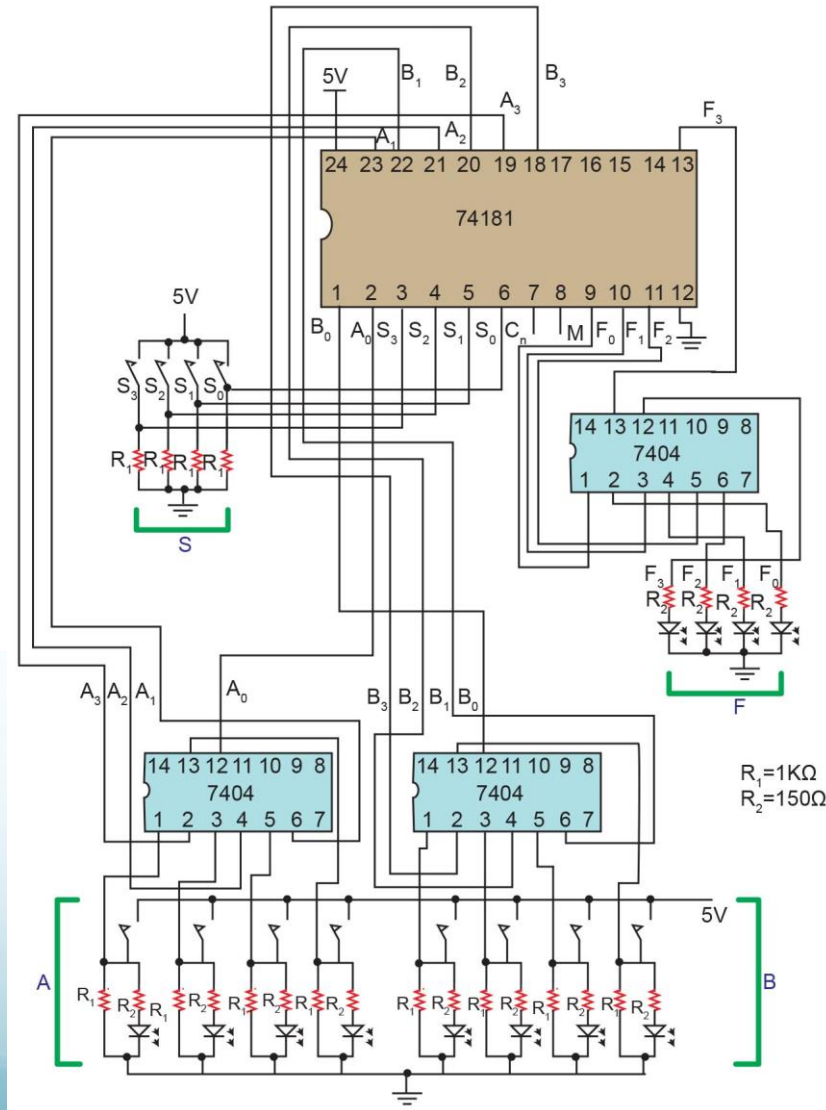 5V B₁ B₂ A₃ B₃ F₃
A₁ A₂
24 23 22 21 20 19 18 17 16 15 14 13
74181
1 2 3 4 5 6 7 8 9 10 11 12
B₀ A₀ S₃ S₂ S₁ S₀ Cₙ M F₀ F₁ F₂
5V
S₃ S₂ S₁ S₀
R₁ R₁ R₁ R₁
S
14 13 12 11 10 9 8
7404
1 2 3 4 5 6 7
F₃ F₂ F₁ F₀
R₂ R₂ R₂ R₂
F
A₃ A₂ A₁ A₀ B₃ B₂ B₁ B₀
14 13 12 11 10 9 8
7404
1 2 3 4 5 6 7
14 13 12 11 10 9 8
7404
1 2 3 4 5 6 7
R₁=1KΩ
R₂=150Ω
5V
A B
R₁ R₂ R₁ R₂ R₁ R₂ R₁ R₂ R₁ R₂ R₁ R₂ R₁ R₂ R₁ R₂